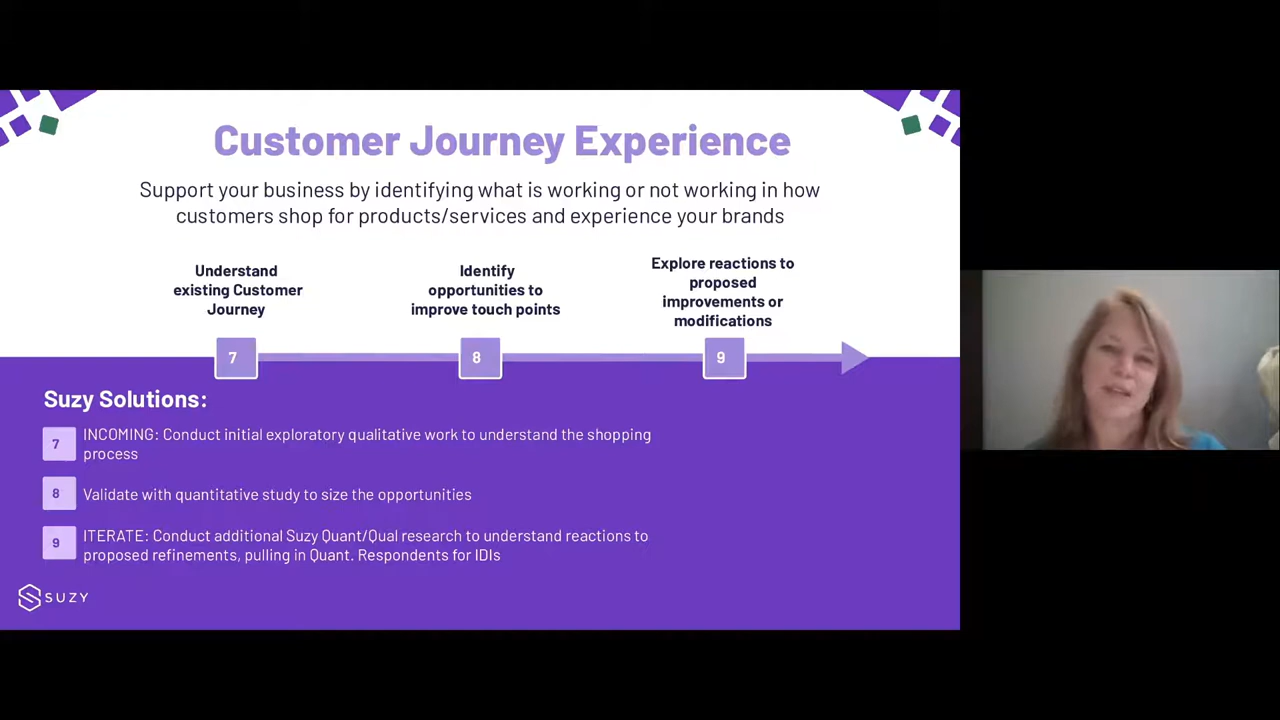 Customer Journey Experience
Support your business by identifying what is working or not working in how
customers shop for products/services and experience your brands
Understand
existing Customer
Journey
Identify
opportunities to
improve touch points
Explore reactions to
proposed
improvements or
modifications
7
8
9
Suzy Solutions:
7
INCOMING: Conduct initial exploratory qualitative work to understand the shopping
process
8
Validate with quantitative study to size the opportunities
9
ITERATE: Conduct additional Suzy Quant/Qual research to understand reactions to
proposed refinements, pulling in Quant. Respondents for IDIs
SUZY